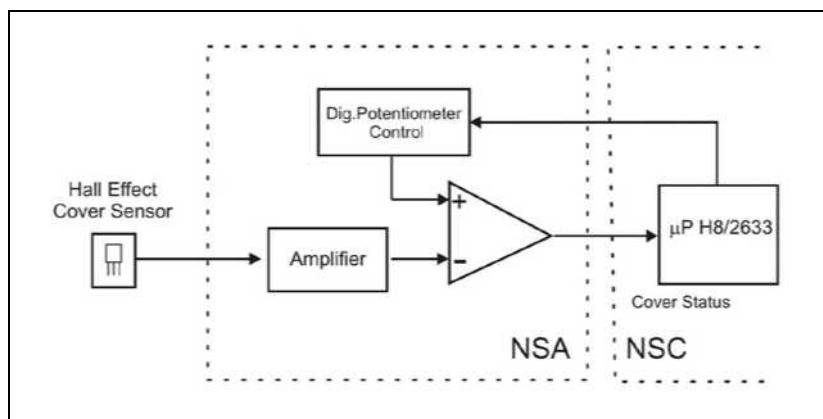 Dig.Potentiometer
Control
Hall Effect
Cover Sensor
Amplifier
+
−
μP H8/2633
Cover Status
NSA
NSC